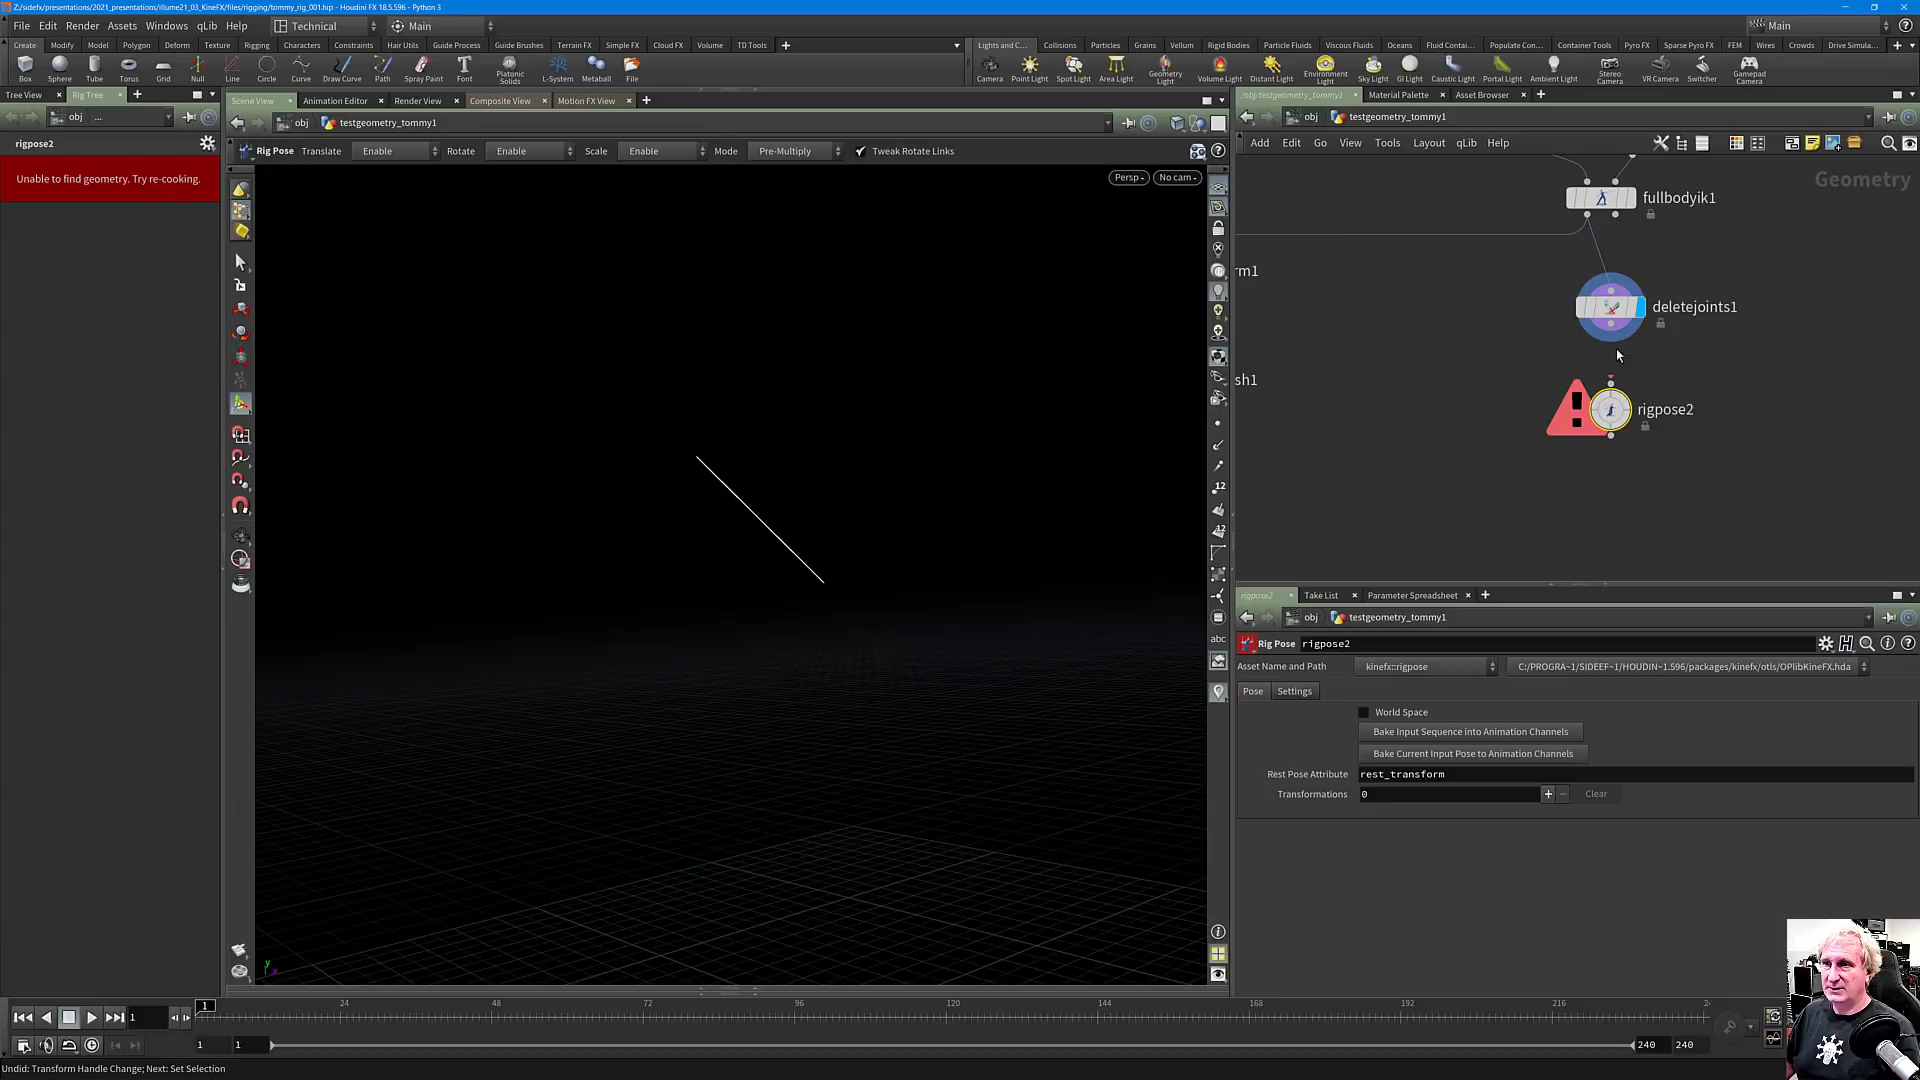 Z:/sidefx/presentations/2021_presentations/illume21_03_KineFX/files/rigging/tommy_rig_001.hip - Houdini FX 18.5.596 - Python 3
File Edit Render Assets Windows qLib Help Technical Main Main
Create Modify Model Polygon Deform Texture Rigging Characters Constraints Hair Utils Guide Process Guide Brushes Terrain FX Simple FX Cloud FX Volume TD Tools
Lights and C... Collisions Particles Grains Vellum Rigid Bodies Particle Fluids Viscous Fluids Oceans Fluid Contai... Populate Con... Container Tools Pyro FX Sparse Pyro FX FEM Wires Crowds Drive Simula...
Box Sphere Tube Torus Grid Null Line Circle Curve Draw Curve Path Spray Paint Font Platonic Solids L-System Metaball File
Camera Point Light Spot Light Area Light Geometry Light Volume Light Distant Light Environment Light Sky Light GI Light Caustic Light Portal Light Ambient Light Stereo Camera VR Camera Switcher Gamepad Camera
Tree View Rig Tree
obj ...
rigpose2
Unable to find geometry. Try re-cooking.
Scene View Animation Editor Render View Composite View Motion FX View
obj testgeometry_tommy1
Rig Pose Translate Enable Rotate Enable Scale Enable Mode Pre-Multiply Tweak Rotate Links
Persp No cam
12
12
abc
y
x
/obj/testgeometry_tommy1 Material Palette Asset Browser
obj testgeometry_tommy1
Add Edit Go View Tools Layout qLib Help
Geometry
fullbodyik1
rm1
deletejoints1
sh1
rigpose2
rigpose2 Take List Parameter Spreadsheet
obj testgeometry_tommy1
Rig Pose rigpose2
Asset Name and Path kinefx::rigpose C:/PROGRA~1/SIDEEF~1/HOUDIN~1.596/packages/kinefx/otls/OPlibKineFX.hda
Pose Settings
World Space
Bake Input Sequence into Animation Channels
Bake Current Input Pose to Animation Channels
Rest Pose Attribute rest_transform
Transformations 0 Clear
1 24 48 72 96 120 144 168 192 216 2
1
1 1 240 240
Undid: Transform Handle Change; Next: Set Selection